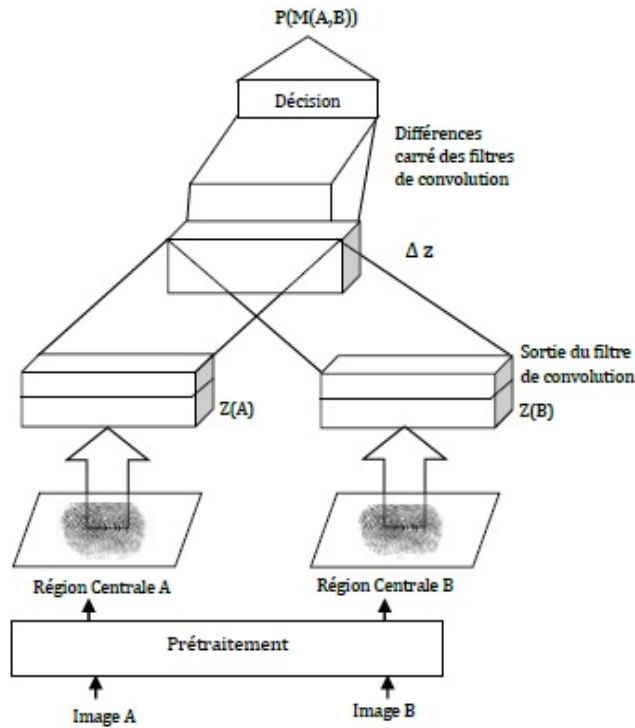 P(M(A,B))
Décision
Différences
carré des filtres
de convolution
Δ z
Sortie du filtre
de convolution
Z(A)
Z(B)
Région Centrale A
Région Centrale B
Prétraitement
Image A
Image B